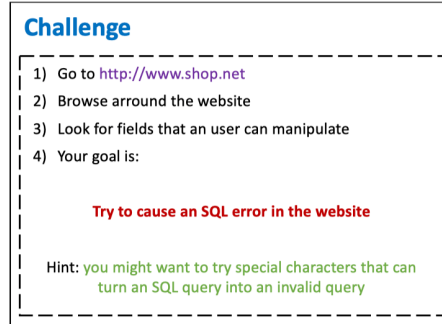 Challenge
1) Go to http://www.shop.net
2) Browse arround the website
3) Look for fields that an user can manipulate
4) Your goal is:
Try to cause an SQL error in the website
Hint: you might want to try special characters that can
turn an SQL query into an invalid query